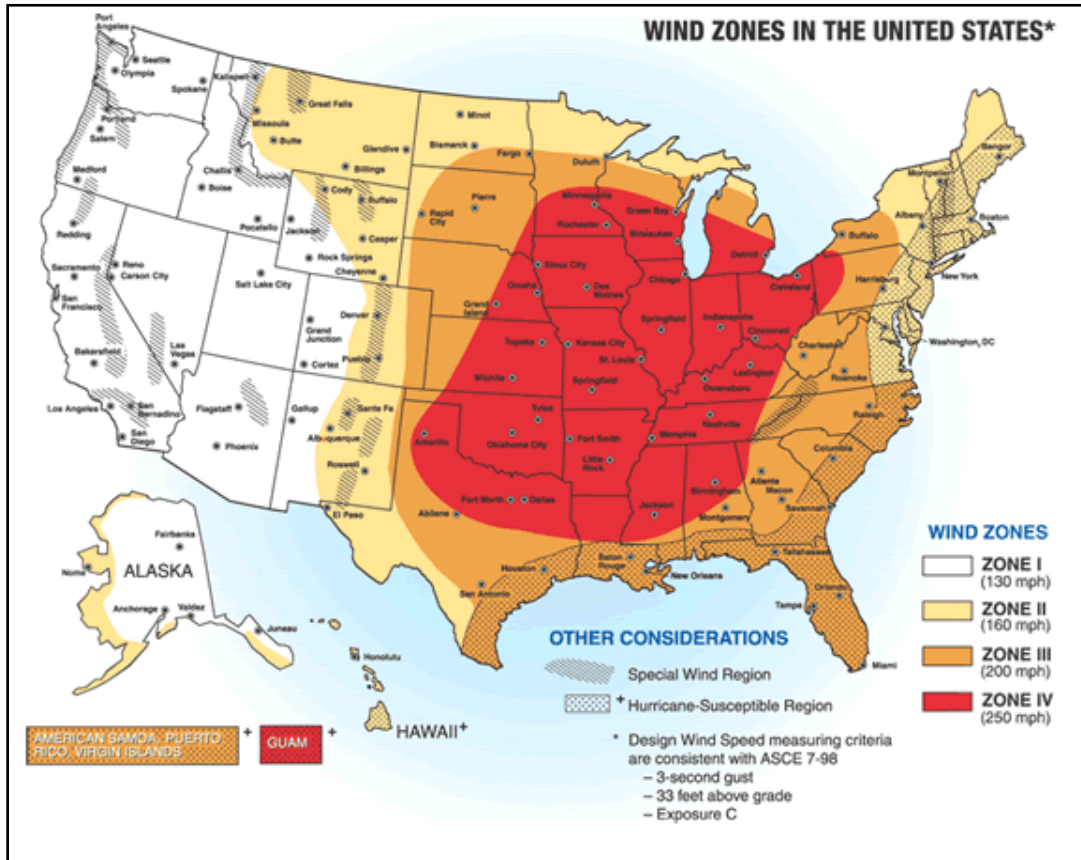 WIND ZONES IN THE UNITED STATES*
Port
Angeles
Seattle
Olympia
Spokane
Kalispell
Great Falls
Missoula
Butte
Glendive
Billings
Minot
Bismarck
Fargo
Duluth
Portland
Salem
Medford
Challis
Boise
Pocatello
Cody
Buffalo
Jackson
Casper
Rock Springs
Cheyenne
Pierre
Rapid
City
Minneapolis
Rochester
Green Bay
Milwaukee
Detroit
Buffalo
Albany
Montpelier
Bangor
Boston
New York
Harrisburg
Washington, DC
Redding
Reno
Carson City
Sacramento
San
Francisco
Salt Lake City
Bakersfield
Las
Vegas
Los Angeles
San
Bernadino
San
Diego
Grand
Junction
Cortez
Denver
Pueblo
Flagstaff
Phoenix
Gallup
Sante Fe
Albuquerque
Roswell
El Paso
Sioux City
Omaha
Des
Moines
Grand
Island
Chicago
Cleveland
Topeka
Kansas City
Springfield
Indianapolis
Cincinnati
St. Louis
Wichita
Springfield
Owensboro
Lexington
Charleston
Roanoke
Raleigh
Tulsa
Amarillo
Oklahoma City
Fort Smith
Little
Rock
Memphis
Nashville
Columbia
Atlanta
Macon
Savannah
Birmingham
Montgomery
Jackson
Fort Worth
Dallas
Abilene
San Antonio
Houston
Baton
Rouge
New Orleans
Tallahassee
Orlando
Tampa
Miami
Fairbanks
ALASKA
Nome
Anchorage
Valdez
Juneau
Honolulu
HAWAII+
AMERICAN SAMOA, PUERTO
RICO, VIRGIN ISLANDS
+
GUAM
+
OTHER CONSIDERATIONS
Special Wind Region
+ Hurricane-Susceptible Region
* Design Wind Speed measuring criteria
are consistent with ASCE 7-98
– 3-second gust
– 33 feet above grade
– Exposure C
WIND ZONES
ZONE I
(130 mph)
ZONE II
(160 mph)
ZONE III
(200 mph)
ZONE IV
(250 mph)